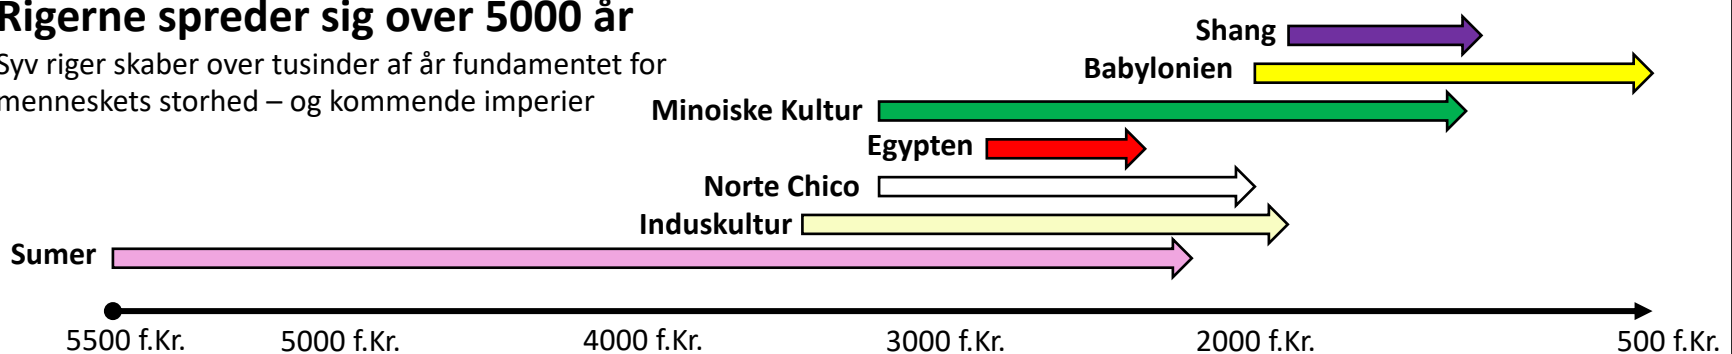 Rigerne spreder sig over 5000 år
Syv riger skaber over tusinder af år fundamentet for
menneskets storhed – og kommende imperier
Shang
Babylonien
Minoiske Kultur
Egypten
Norte Chico
Induskultur
Sumer
5500 f.Kr. 5000 f.Kr. 4000 f.Kr. 3000 f.Kr. 2000 f.Kr. 500 f.Kr.